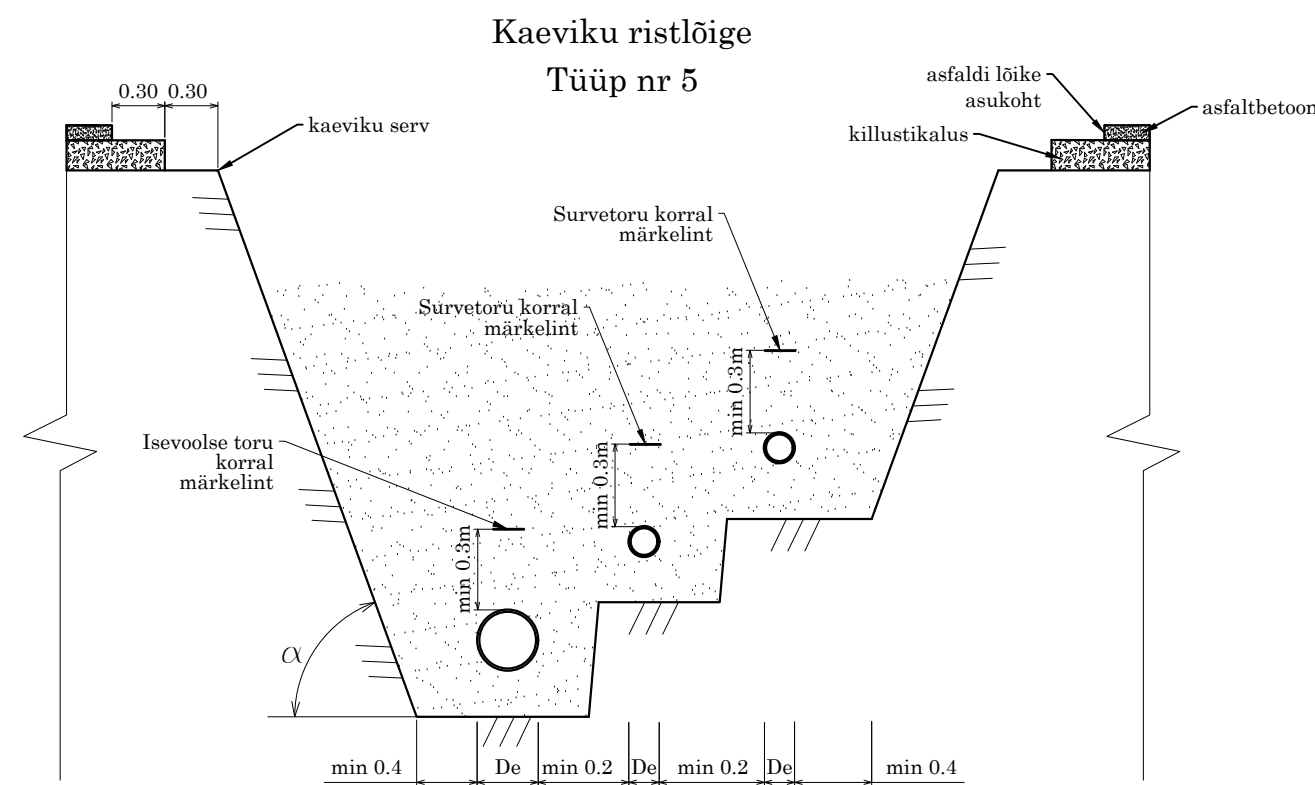 Kaeviku ristlõige
Tüüp nr 5
0.30 0.30
kaeviku serv
asfaldi lõike
asukoht
asfaltbetoon
killustikalus
Survetoru korral
märkelint
Survetoru korral
märkelint
Isevoolse toru
korral
märkelint
min 0.3m
min 0.3m
min 0.3m
α
min 0.4 De min 0.2 De min 0.2 De min 0.4